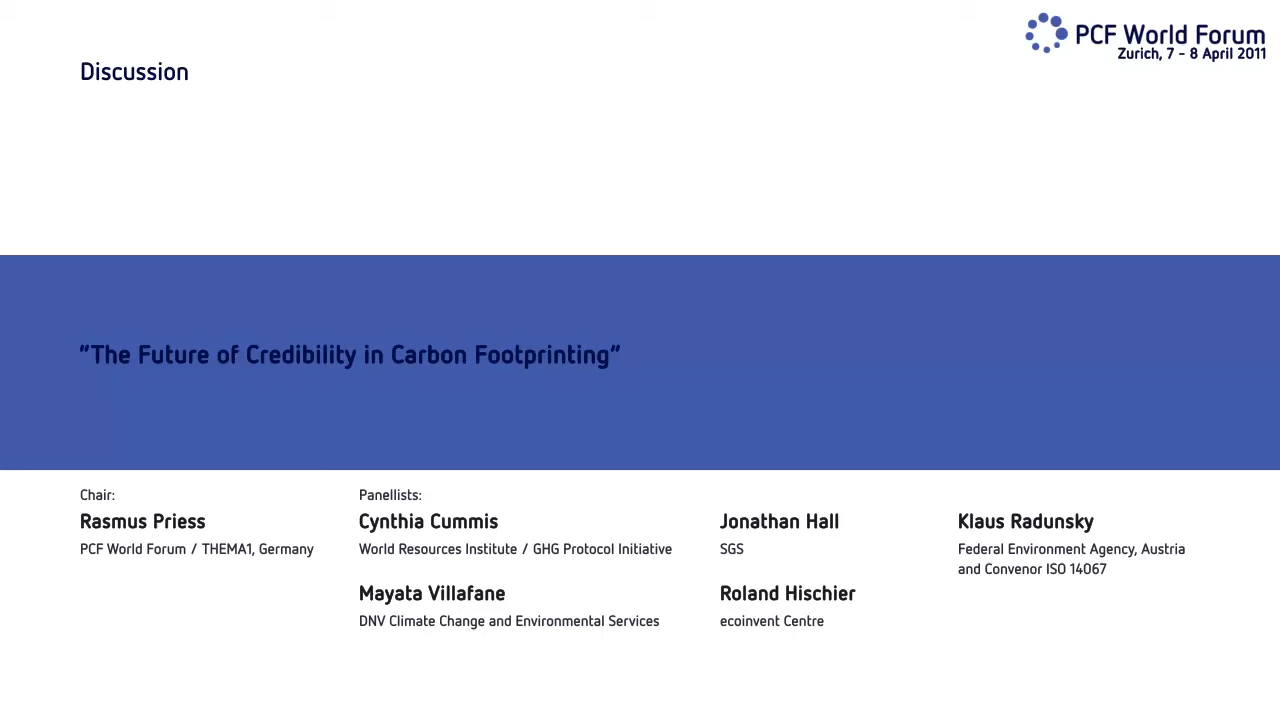 PCF World Forum
Zurich, 7 - 8 April 2011
Discussion
"The Future of Credibility in Carbon Footprinting"
Chair:
Rasmus Priess
PCF World Forum / THEMA1, Germany
Panellists:
Cynthia Cummis
World Resources Institute / GHG Protocol Initiative
Mayata Villafane
DNV Climate Change and Environmental Services
Jonathan Hall
SGS
Roland Hischier
ecoinvent Centre
Klaus Radunsky
Federal Environment Agency, Austria
and Convenor ISO 14067